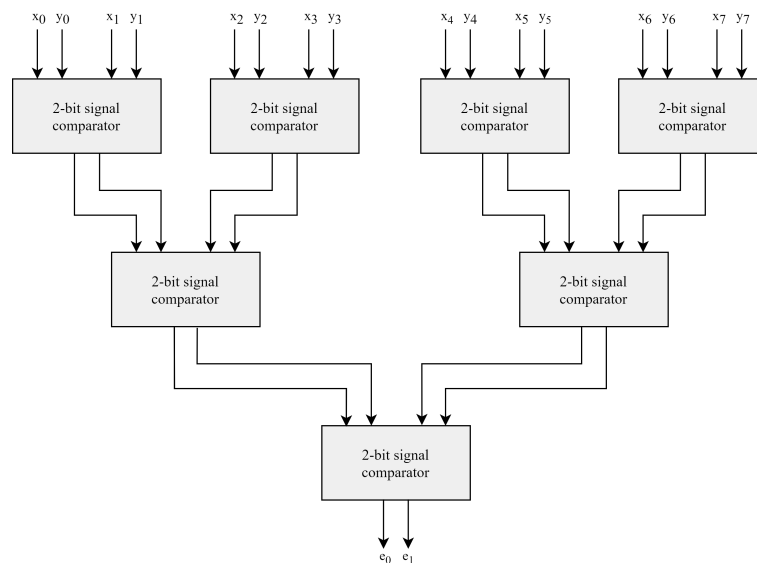 x₀ y₀ x₁ y₁ x₂ y₂ x₃ y₃ x₄ y₄ x₅ y₅ x₆ y₆ x₇ y₇
2-bit signal
comparator
2-bit signal
comparator
2-bit signal
comparator
2-bit signal
comparator
2-bit signal
comparator
2-bit signal
comparator
2-bit signal
comparator
e₀ e₁